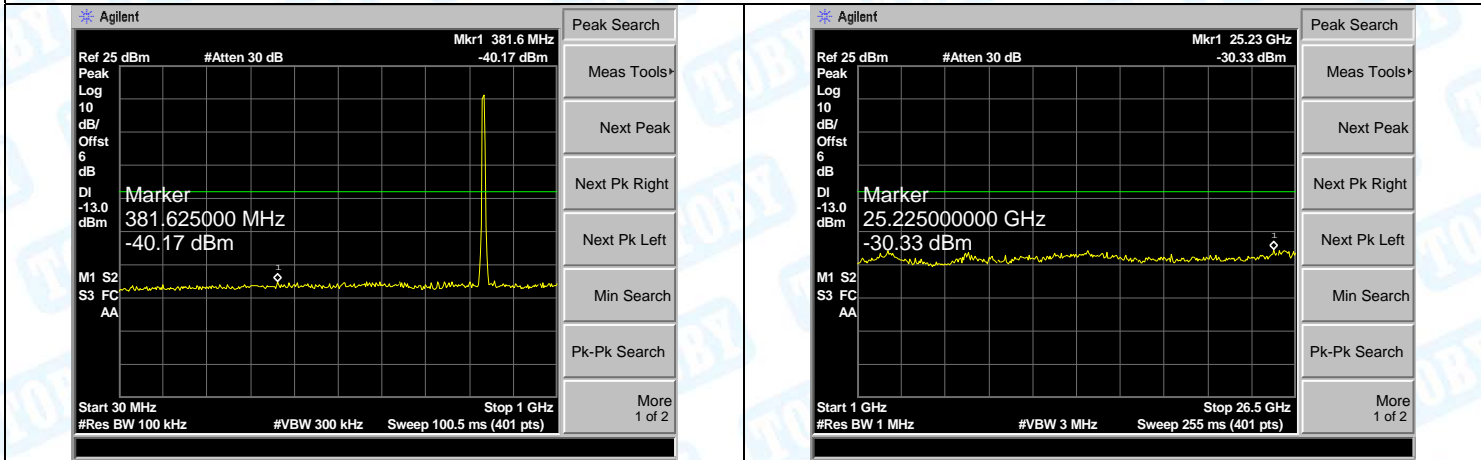 Agilent
Peak Search
Mkr1 381.6 MHz
Ref 25 dBm #Atten 30 dB -40.17 dBm
Peak
Log
10
dB/
Offst
6
dB
DI
-13.0
dBm
Marker
381.625000 MHz
-40.17 dBm
1
M1 S2
S3 FC
AA
Start 30 MHz Stop 1 GHz
#Res BW 100 kHz #VBW 300 kHz Sweep 100.5 ms (401 pts)
Meas Tools
Next Peak
Next Pk Right
Next Pk Left
Min Search
Pk-Pk Search
More
1 of 2
Agilent
Peak Search
Mkr1 25.23 GHz
Ref 25 dBm #Atten 30 dB -30.33 dBm
Peak
Log
10
dB/
Offst
6
dB
DI
-13.0
dBm
Marker
25.225000000 GHz
-30.33 dBm
1
M1 S2
S3 FC
AA
Start 1 GHz Stop 26.5 GHz
#Res BW 1 MHz #VBW 3 MHz Sweep 255 ms (401 pts)
Meas Tools
Next Peak
Next Pk Right
Next Pk Left
Min Search
Pk-Pk Search
More
1 of 2
TOBY